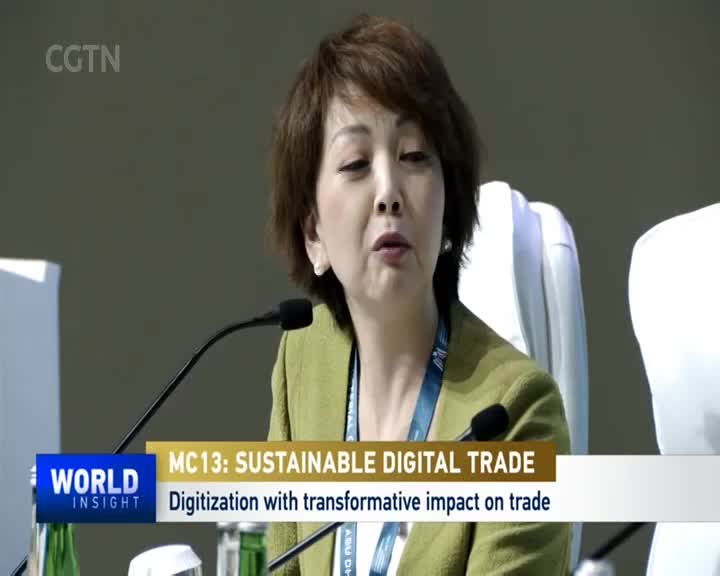 CGTN
MC13: SUSTAINABLE DIGITAL TRADE
WORLD
INSIGHT
Digitization with transformative impact on trade